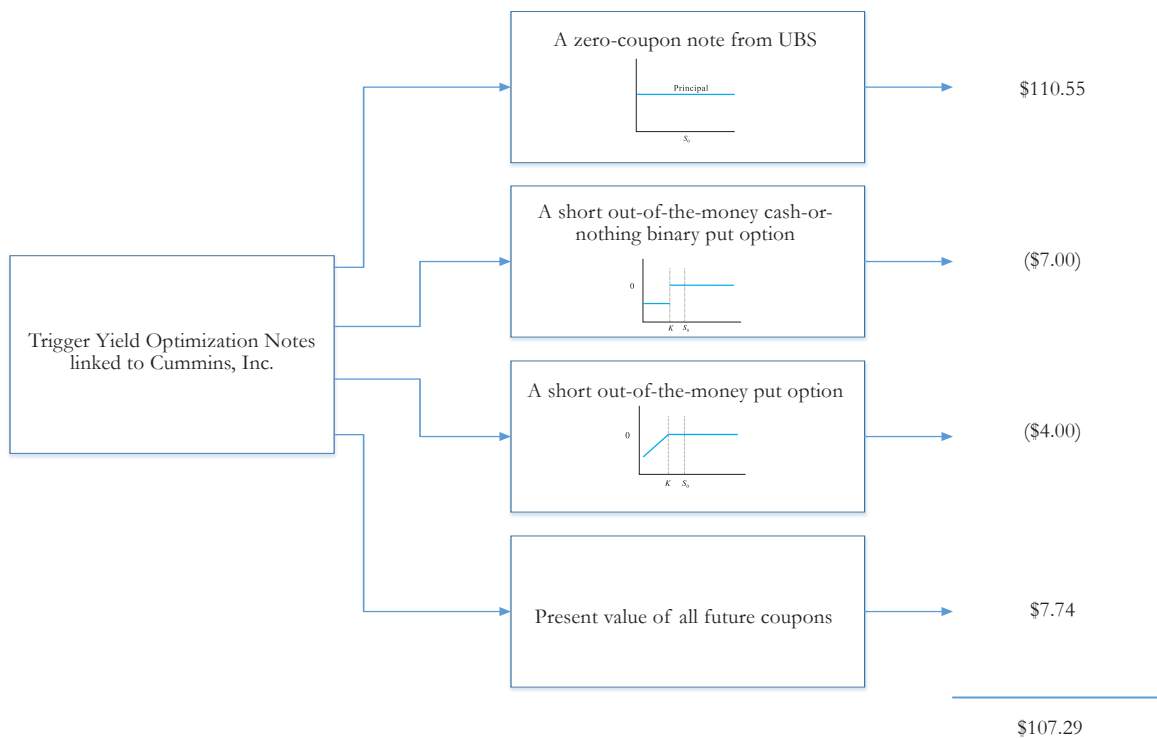 A zero-coupon note from UBS
Principal
S₀
$110.55
A short out-of-the-money cash-or-
nothing binary put option
0
K S₀
($7.00)
Trigger Yield Optimization Notes
linked to Cummins, Inc.
A short out-of-the-money put option
0
K S₀
($4.00)
Present value of all future coupons
$7.74
$107.29